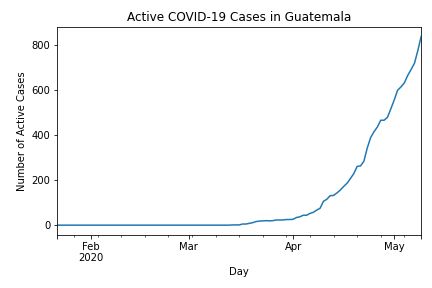 Active COVID-19 Cases in Guatemala
Number of Active Cases
800
600
400
200
0
Feb
2020
Mar
Apr
May
Day